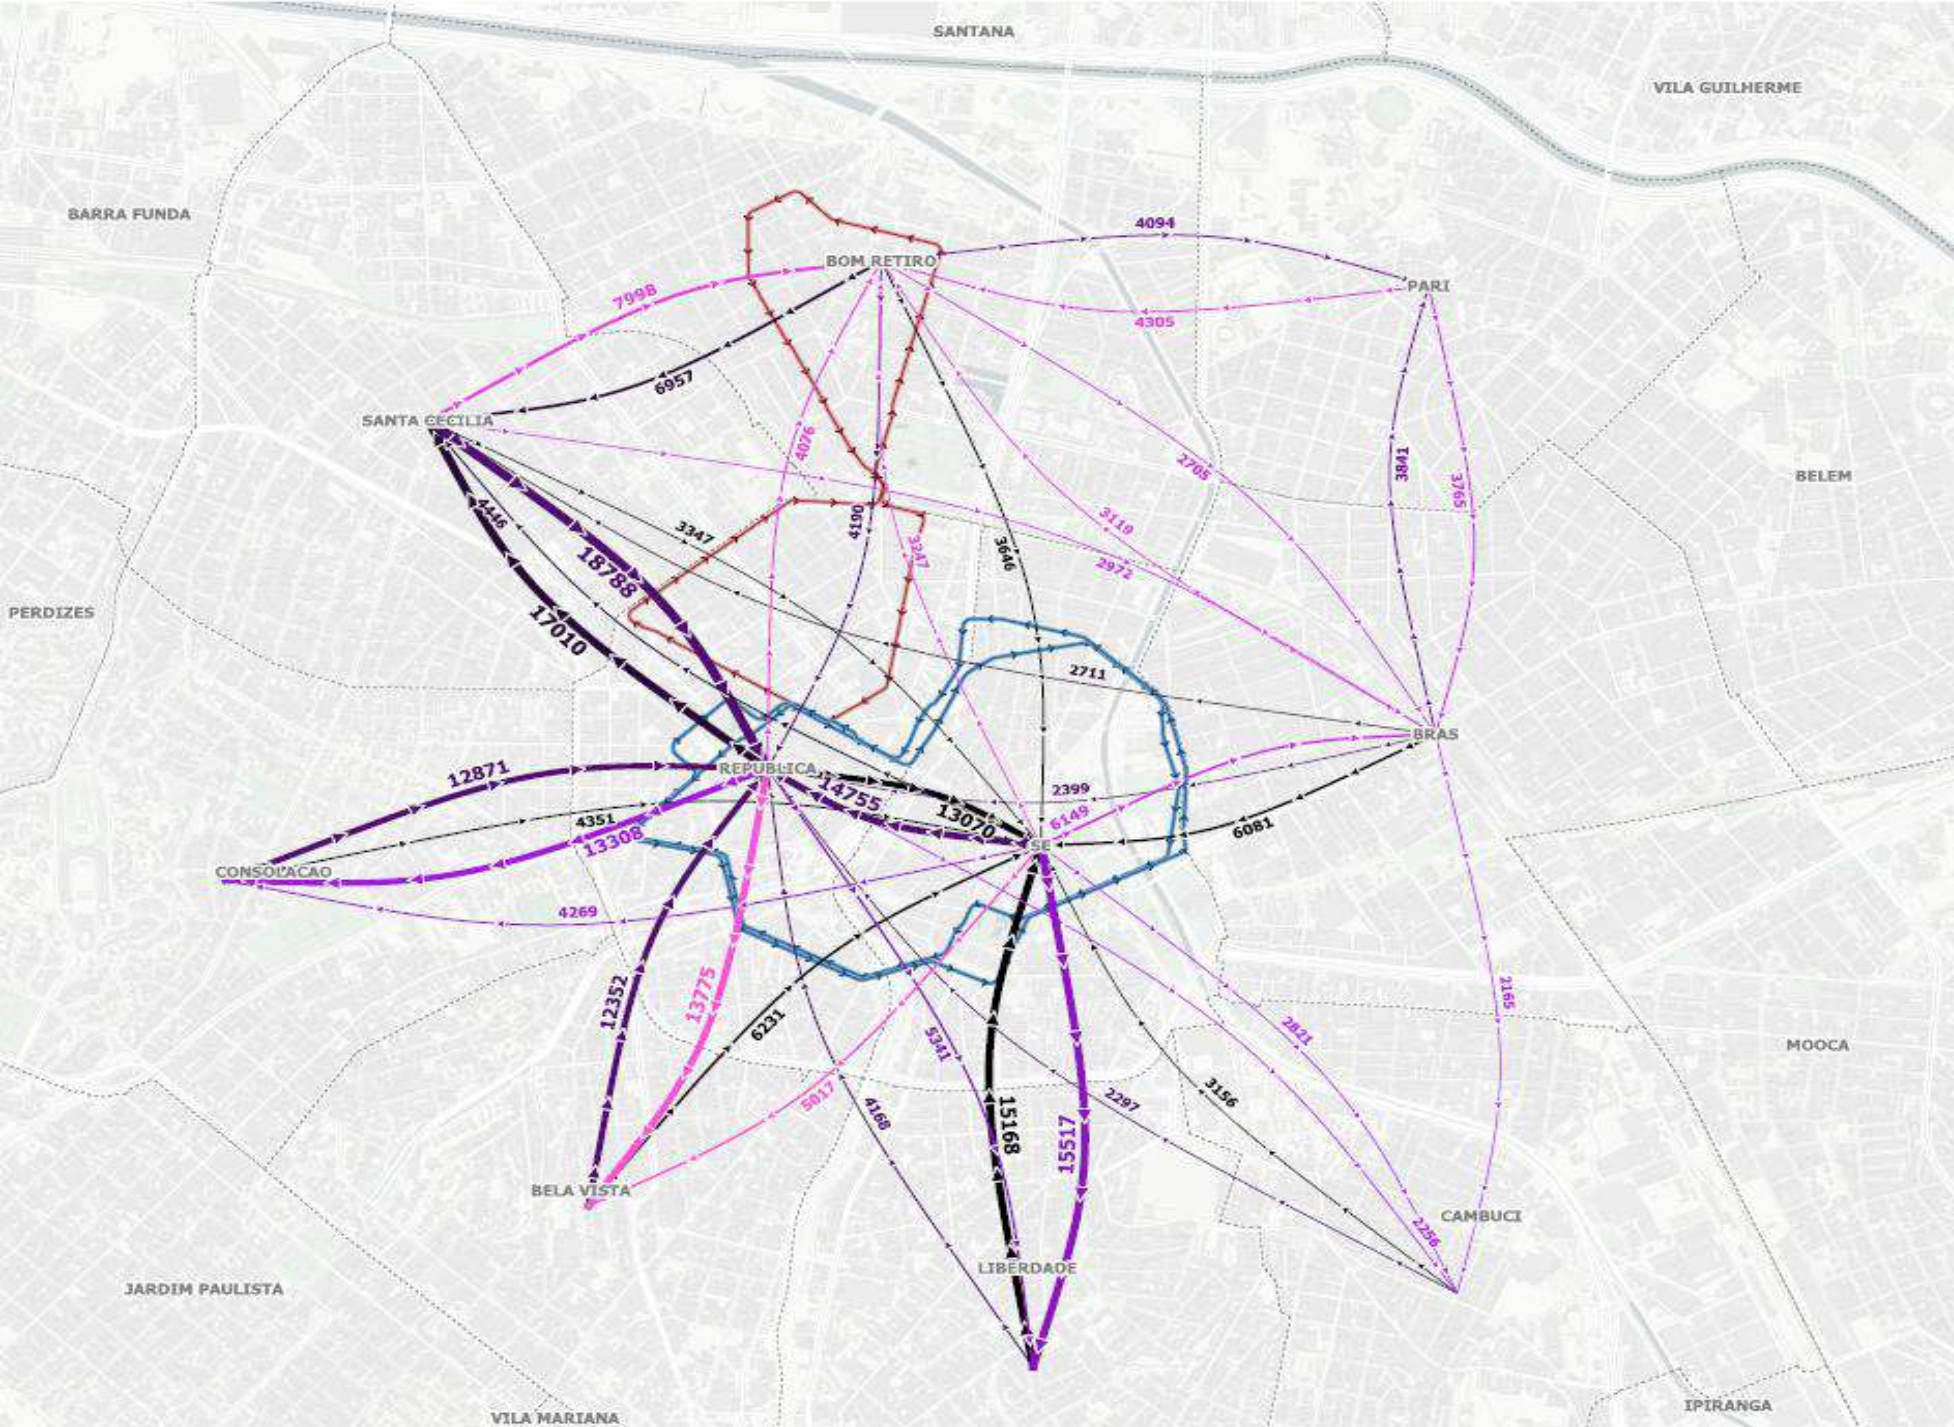 SANTANA
VILA GUILHERME
BARRA FUNDA
4094
BOM RETIRO
PARI
7998
4305
6957
SANTA CECILIA
4076
2705
3841
3765
BELEM
4446
3347
4190
3119
3247
3646
2972
18788
PERDIZES
17010
2711
BRAS
REPUBLICA
12871
14755
2399
13070
6149
4351
6081
13308
SE
CONSOLACAO
4269
12352
13775
6231
2165
5341
2821
MOOCA
5017
4168
2297
3156
15168
15517
BELA VISTA
CAMBUCI
2256
LIBERDADE
JARDIM PAULISTA
IPIRANGA
VILA MARIANA